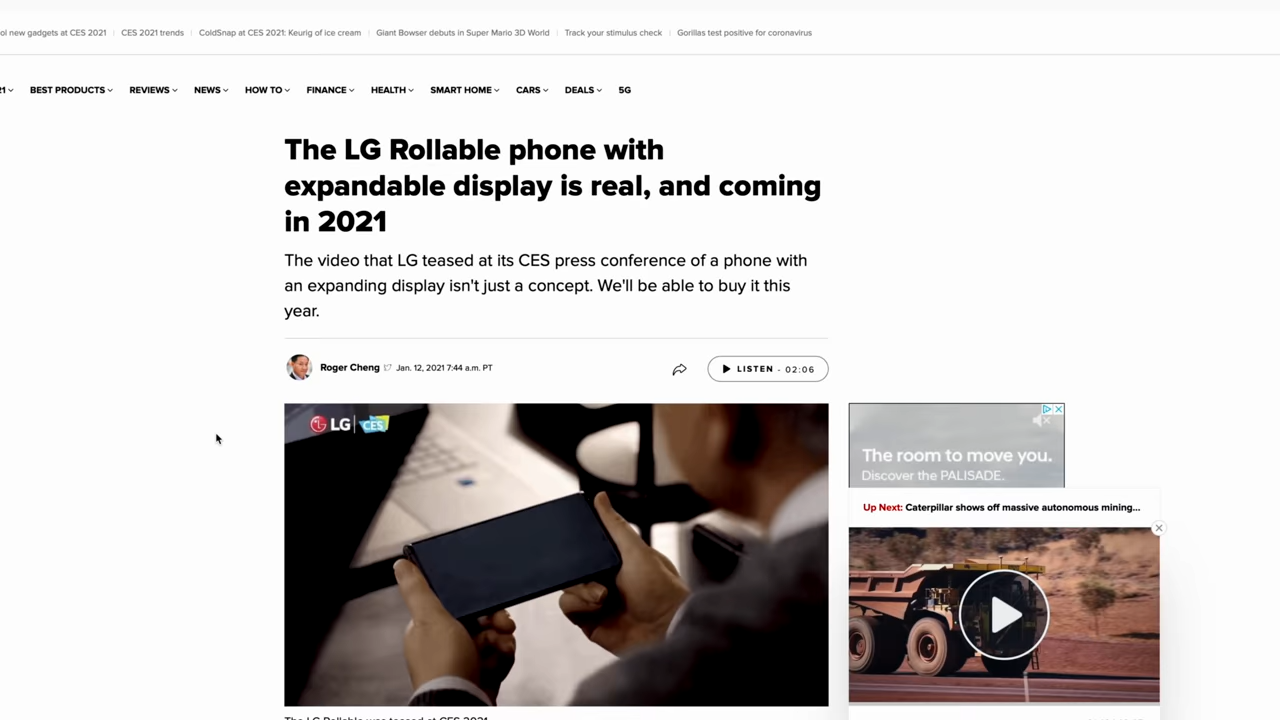 ol new gadgets at CES 2021 CES 2021 trends ColdSnap at CES 2021: Keurig of ice cream Giant Bowser debuts in Super Mario 3D World Track your stimulus check Gorillas test positive for coronavirus
21 BEST PRODUCTS REVIEWS NEWS HOW TO FINANCE HEALTH SMART HOME CARS DEALS 5G
The LG Rollable phone with
expandable display is real, and coming
in 2021
The video that LG teased at its CES press conference of a phone with
an expanding display isn't just a concept. We'll be able to buy it this
year.
Roger Cheng Jan. 12, 2021 7:44 a.m. PT
LISTEN - 02:06
LG CES
The room to move you.
Discover the PALISADE.
Up Next: Caterpillar shows off massive autonomous mining...
The LG Rollable was teased at CES 2021